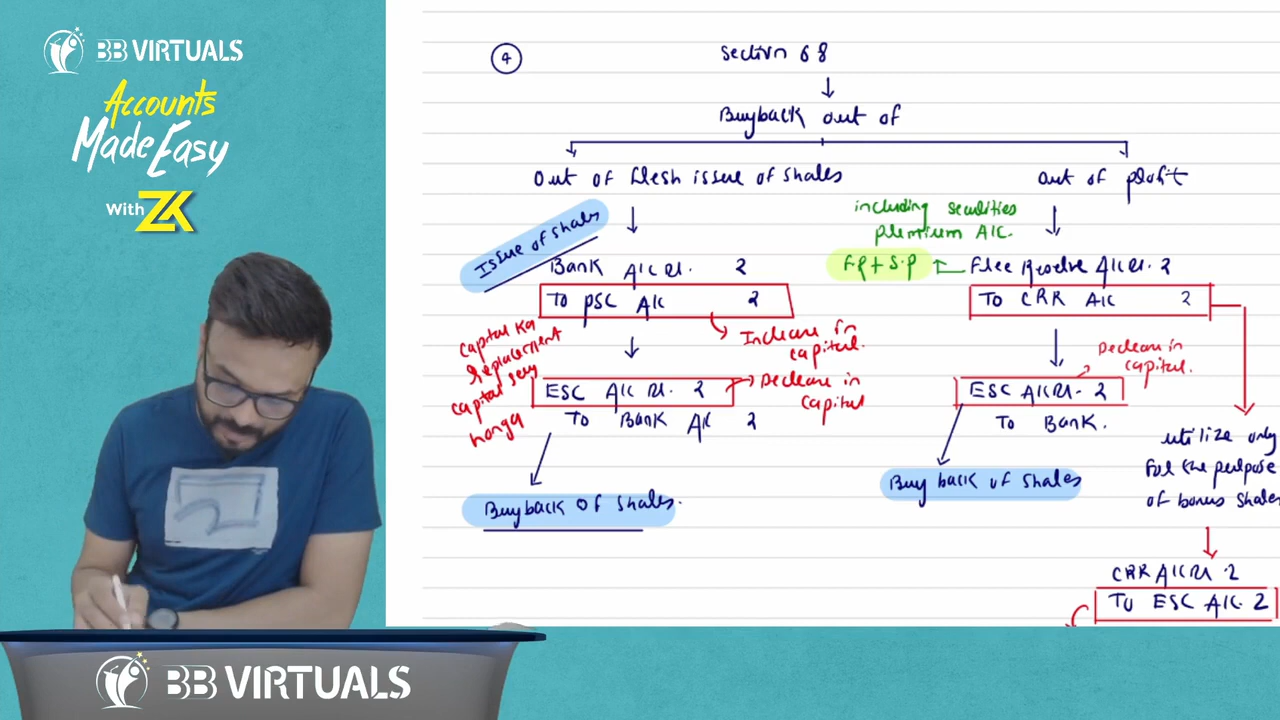 BB VIRTUALS
Accounts
Made Easy
With ZK
4
Section 68
Buyback out of
Out of fresh issue of shares
Issue of shares
Bank A/C Dr. 2
To PSC A/C 2
Increase in
capital.
capital ka
replacement
capital sey
honga
ESC A/C Dr. 2
Decrease in
capital
To Bank A/C 2
Buyback of shares.
out of profit
including securities
premium A/C.
F.R + S.P
Free Reserve A/C Dr. 2
To CRR A/C 2
Decrease in
capital.
ESC A/C Dr. 2
To Bank.
Buy back of shares
utilize only
For the purpose
of bonus shares
CRR A/C Dr 2
To ESC A/C. 2
BB VIRTUALS